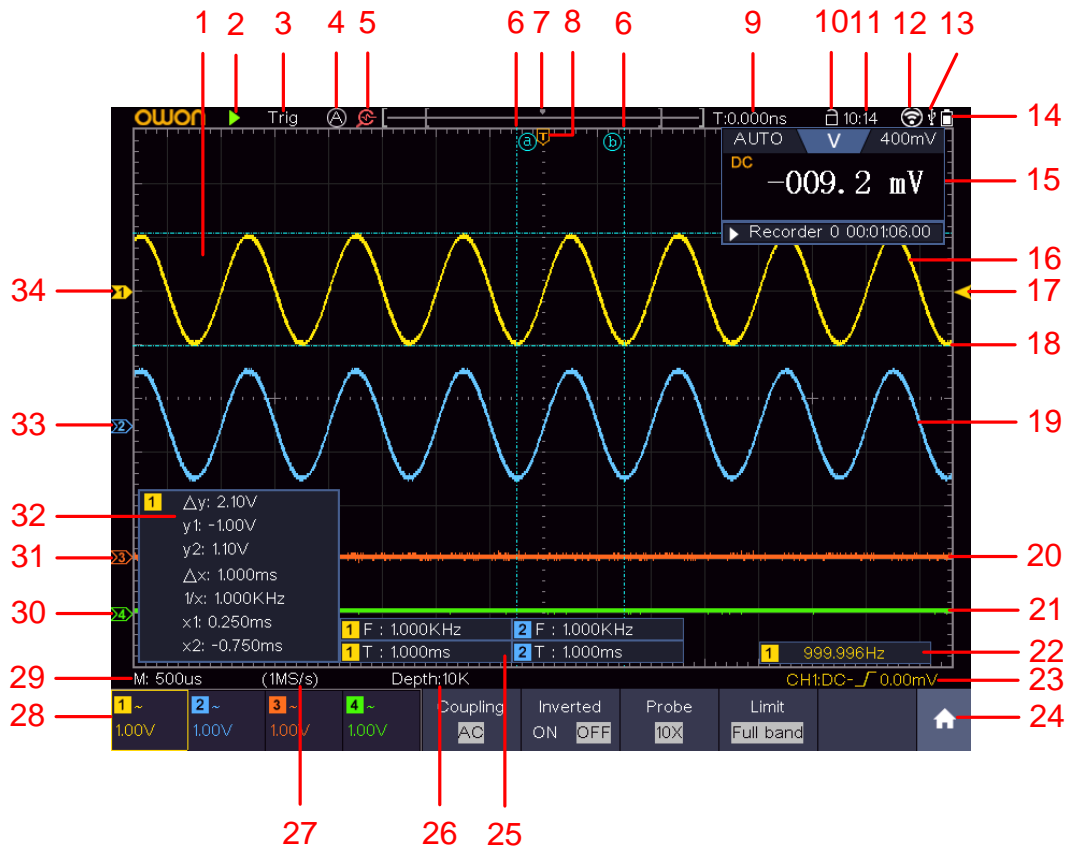 1 2 3 4 5 6 7 8 6 9 10 11 12 13
owon Trig A T:0.000ns 10:14
14
a T b
AUTO V 400mV
DC
-009.2 mV
15
Recorder 0 00:01:06.00
16
34 1 17
18
33 2 19
32
1 △y: 2.10V
y1: -1.00V
y2: 1.10V
△x: 1.000ms
1/x: 1.000KHz
x1: 0.250ms
x2: -0.750ms
31 3 20
30 4 21
1 F : 1.000KHz 2 F : 1.000KHz
1 T : 1.000ms 2 T : 1.000ms
1 999.996Hz 22
29 M: 500us (1MS/s) Depth:10K CH1:DC- 0.00mV 23
28 1 ~ 2 ~ 3 ~ 4 ~ Coupling Inverted Probe Limit 24
1.00V 1.00V 1.00V 1.00V AC ON OFF 10X Full band
27 26 25